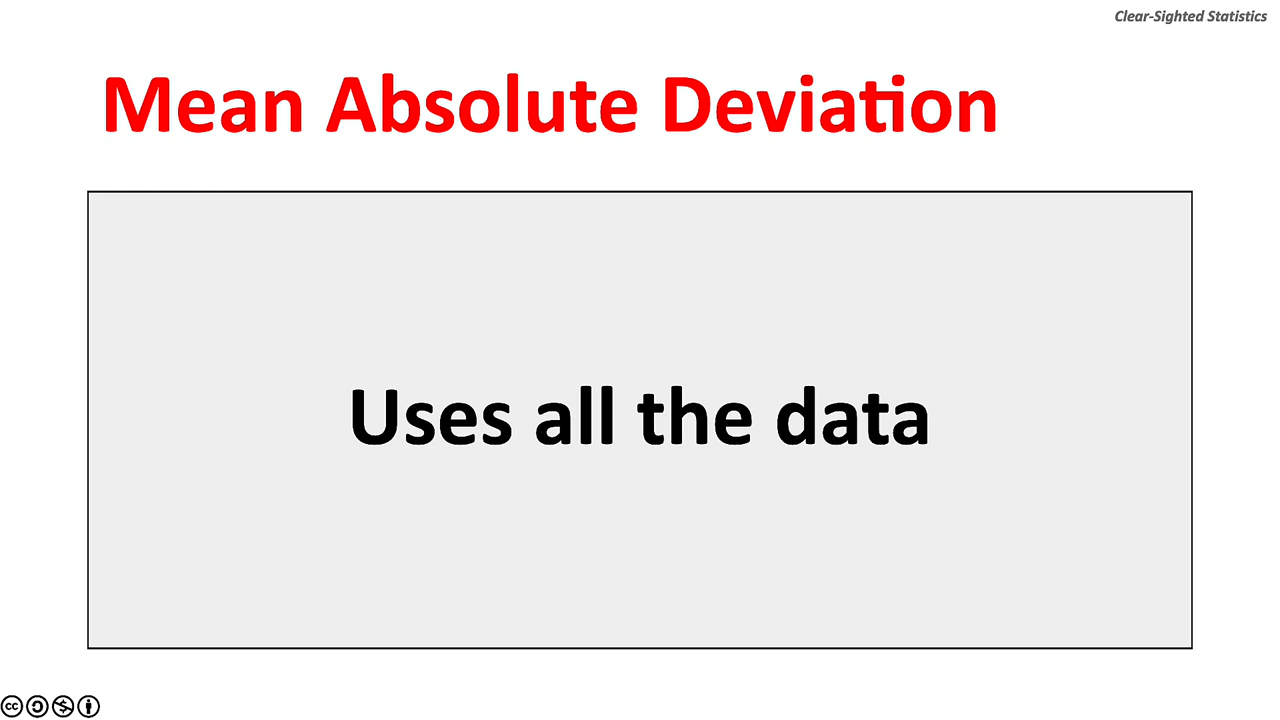 Clear-Sighted Statistics
Mean Absolute Deviation
Uses all the data